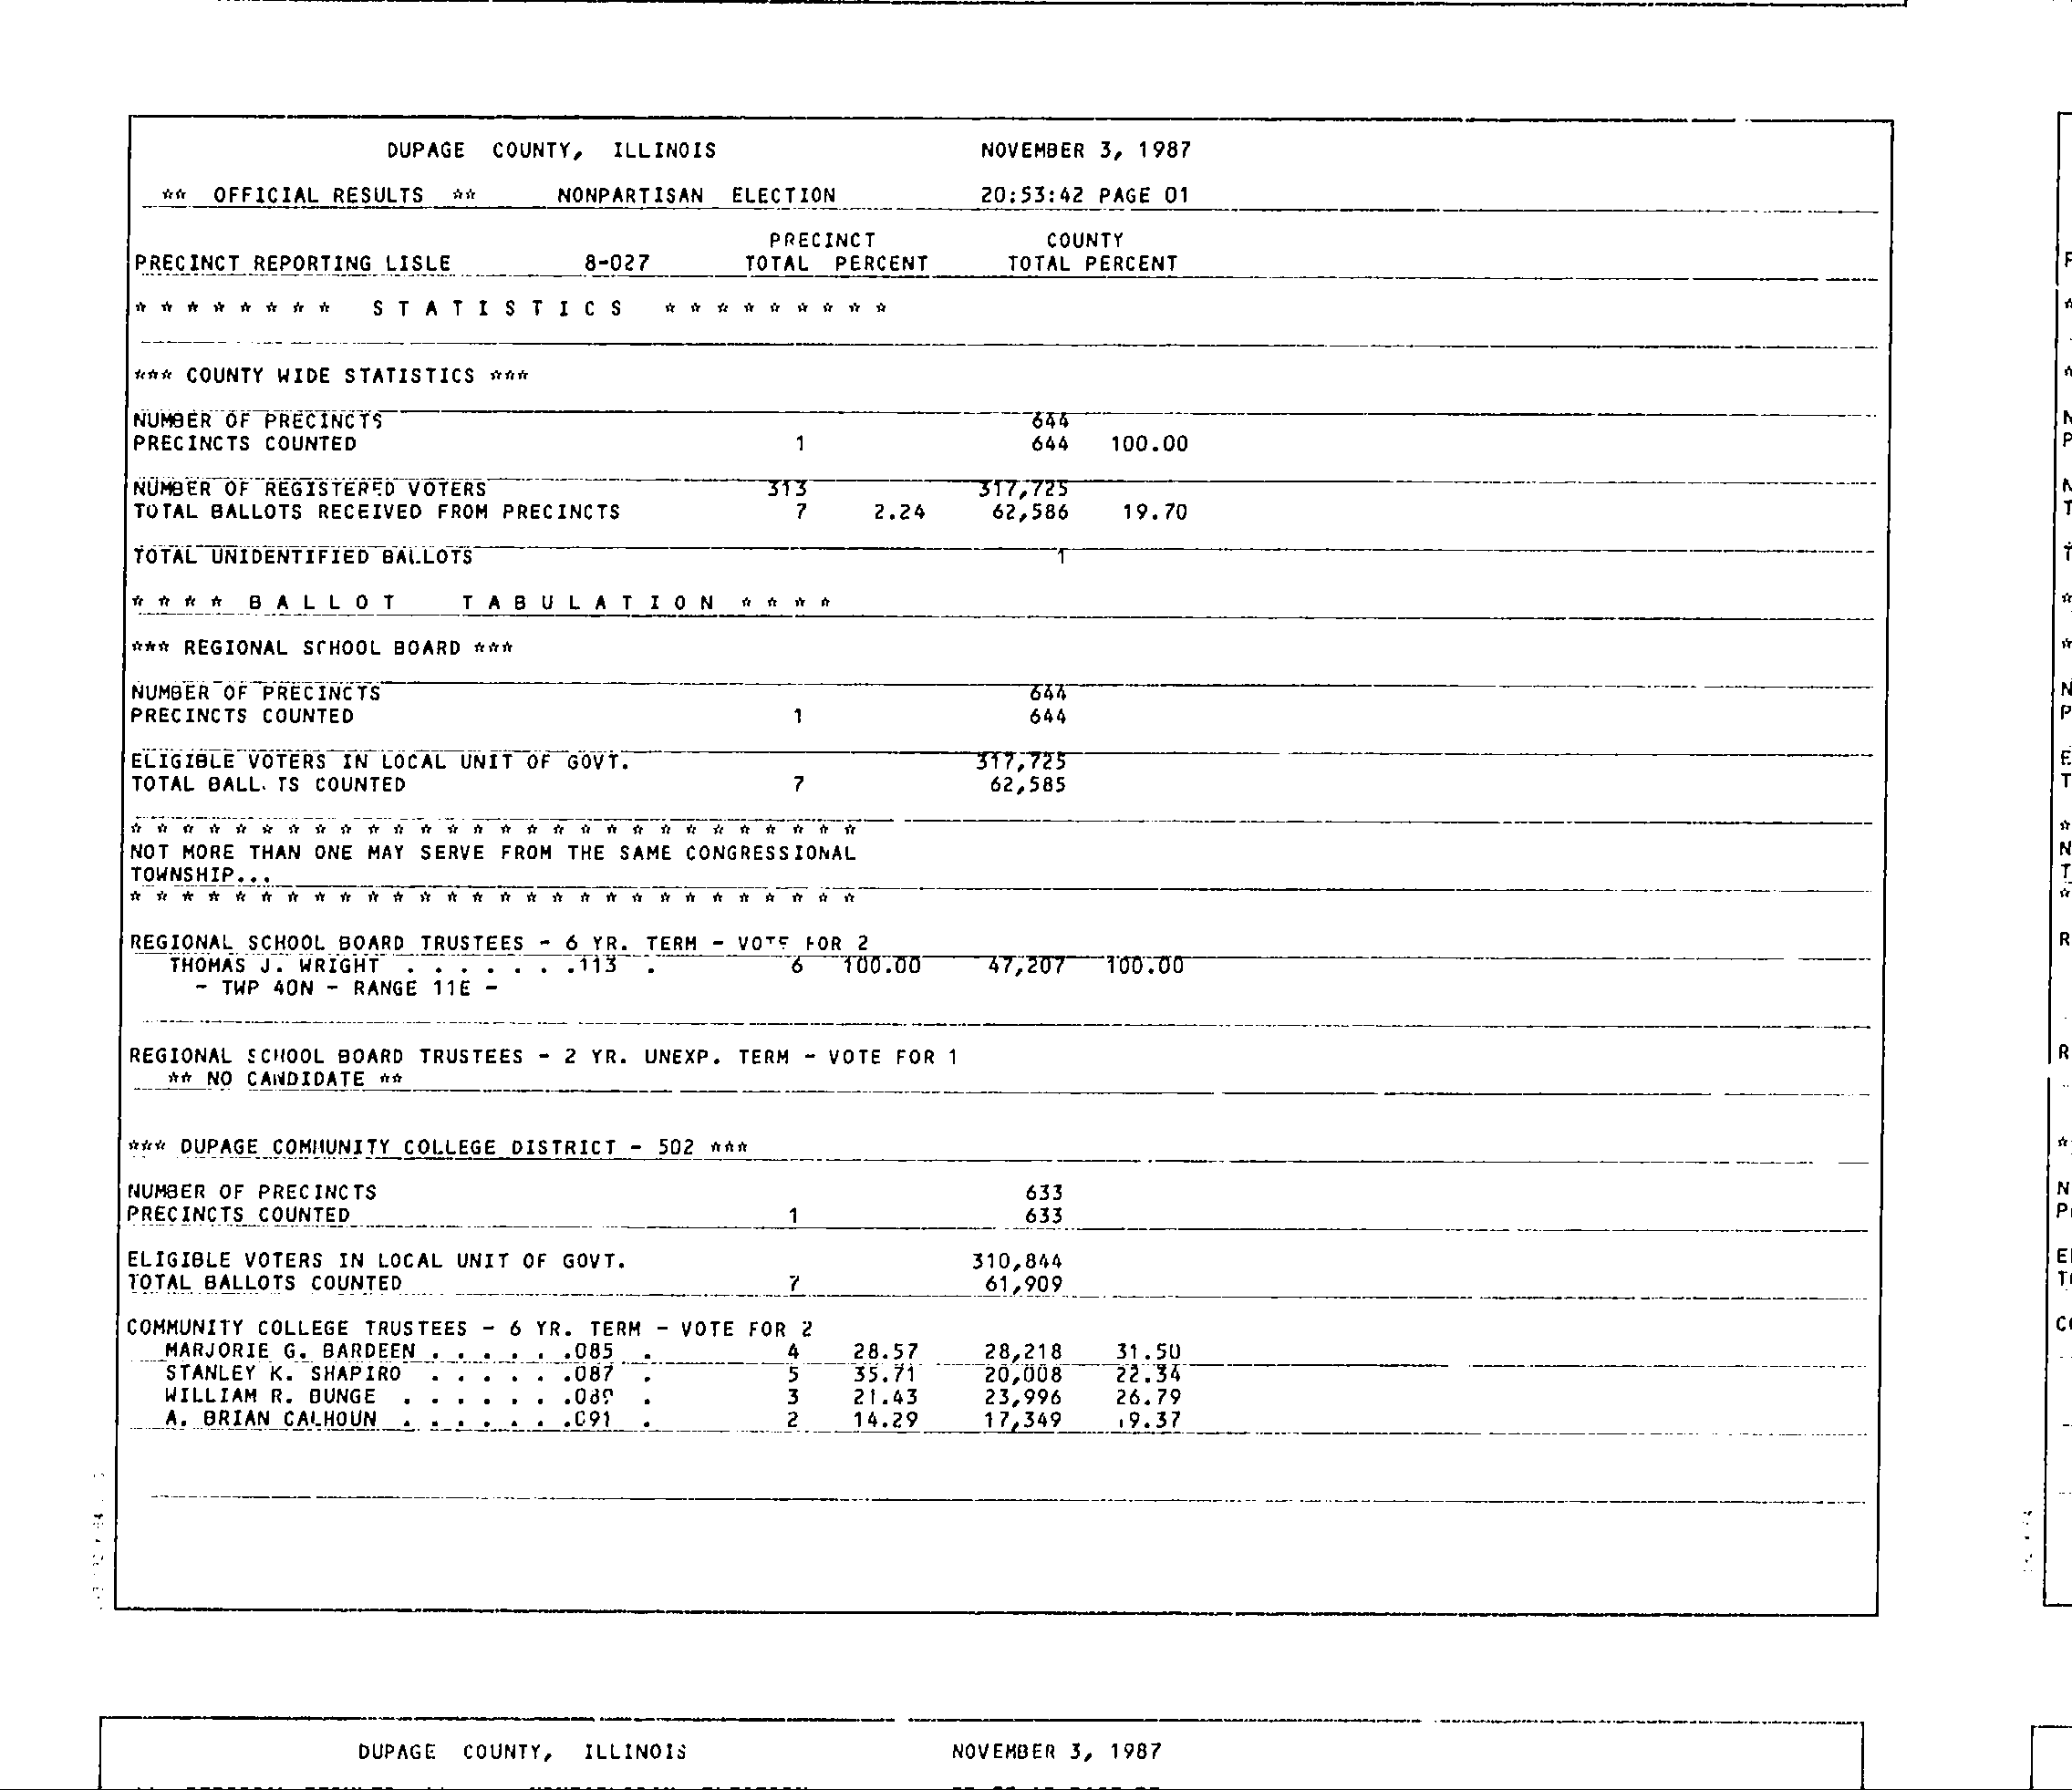 DUPAGE COUNTY, ILLINOIS NOVEMBER 3, 1987
** OFFICIAL RESULTS ** NONPARTISAN ELECTION 20:53:42 PAGE 01
PRECINCT COUNTY
PRECINCT REPORTING LISLE 8-027 TOTAL PERCENT TOTAL PERCENT
* * * * * * * * S T A T I S T I C S * * * * * * * * *
*** COUNTY WIDE STATISTICS ***
NUMBER OF PRECINCTS 644
PRECINCTS COUNTED 1 644 100.00
NUMBER OF REGISTERED VOTERS 313 317,725
TOTAL BALLOTS RECEIVED FROM PRECINCTS 7 2.24 62,586 19.70
TOTAL UNIDENTIFIED BALLOTS 1
* * * * B A L L O T T A B U L A T I O N * * * *
*** REGIONAL SCHOOL BOARD ***
NUMBER OF PRECINCTS 644
PRECINCTS COUNTED 1 644
ELIGIBLE VOTERS IN LOCAL UNIT OF GOVT. 317,725
TOTAL BALL. TS COUNTED 7 62,585
* * * * * * * * * * * * * * * * * * * * * * * * * * * *
NOT MORE THAN ONE MAY SERVE FROM THE SAME CONGRESSIONAL
TOWNSHIP...
* * * * * * * * * * * * * * * * * * * * * * * * * * * *
REGIONAL SCHOOL BOARD TRUSTEES - 6 YR. TERM - VOTE FOR 2
THOMAS J. WRIGHT . . . . . . .113 . 6 100.00 47,207 100.00
- TWP 40N - RANGE 11E -
REGIONAL SCHOOL BOARD TRUSTEES - 2 YR. UNEXP. TERM - VOTE FOR 1
** NO CANDIDATE **
*** DUPAGE COMMUNITY COLLEGE DISTRICT - 502 ***
NUMBER OF PRECINCTS 633
PRECINCTS COUNTED 1 633
ELIGIBLE VOTERS IN LOCAL UNIT OF GOVT. 310,844
TOTAL BALLOTS COUNTED 7 61,909
COMMUNITY COLLEGE TRUSTEES - 6 YR. TERM - VOTE FOR 2
MARJORIE G. BARDEEN . . . . . .085 . 4 28.57 28,218 31.50
STANLEY K. SHAPIRO . . . . . .087 . 5 35.71 20,008 22.34
WILLIAM R. BUNGE . . . . . . .089 . 3 21.43 23,996 26.79
A. BRIAN CALHOUN . . . . . . .091 . 2 14.29 17,349 19.37
DUPAGE COUNTY, ILLINOIS NOVEMBER 3, 1987